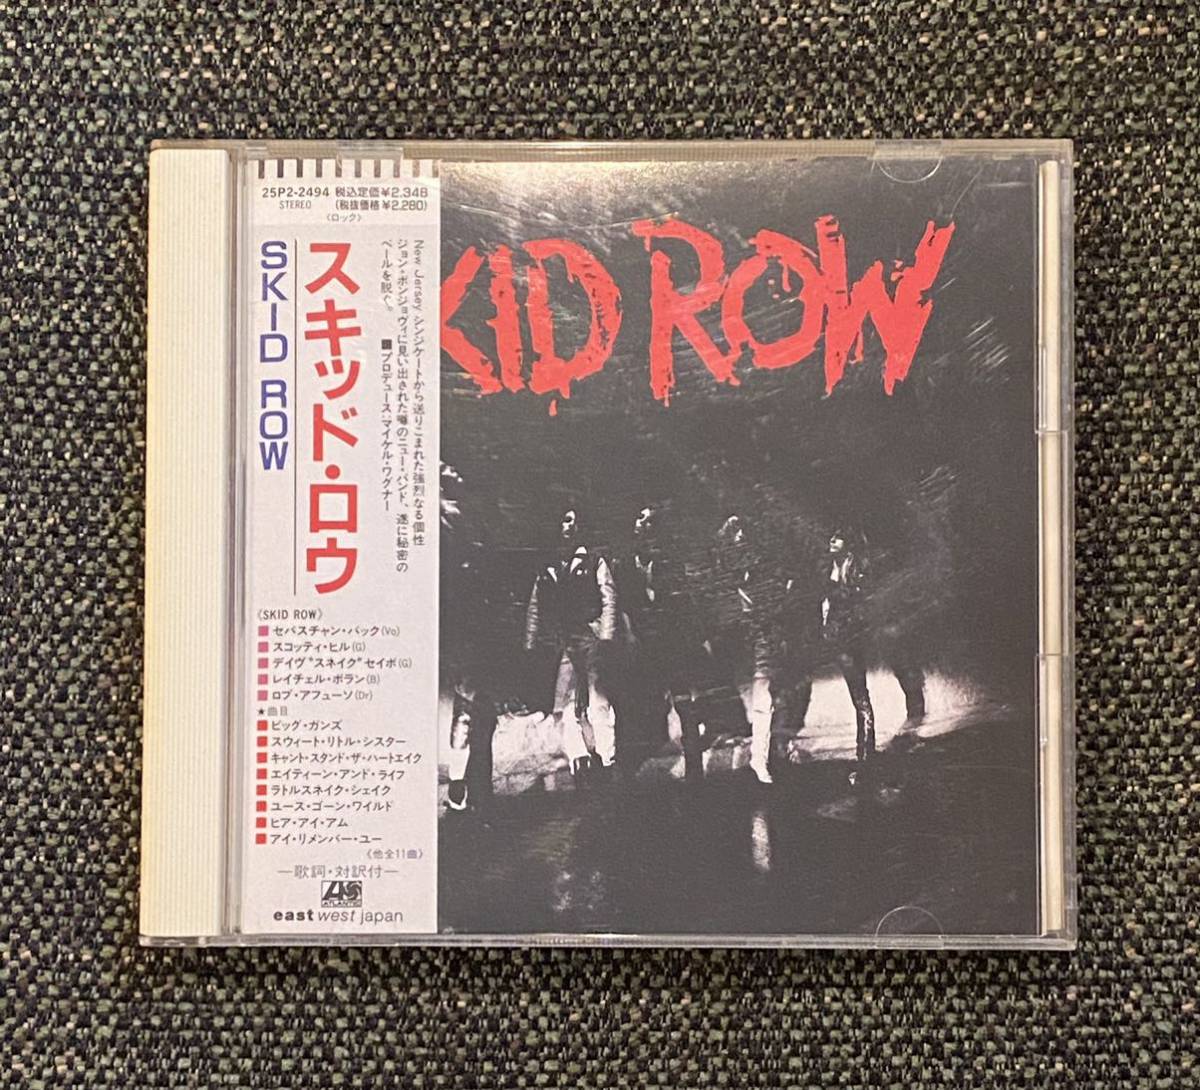 25P2-2494 税込定価¥2,348
STEREO (税抜価格¥2,280)
〈ロック〉
スキッド・ロウ
SKID ROW
New Jersey シンジケートから送りこまれた強烈なる個性
ジョン・ボンジョヴィに見い出された噂のニュー・バンド、遂に秘密の
ベールを脱ぐ。
■プロデュース:マイケル・ワグナー
《SKID ROW》
■セバスチャン・バック(Vo)
■スコッティ・ヒル(G)
■デイヴ"スネイク"セイボ(G)
■レイチェル・ボラン(B)
■ロブ・アフューソ(Dr)
★曲目
■ビッグ・ガンズ
■スウィート・リトル・シスター
■キャント・スタンド・ザ・ハートエイク
■エイティーン・アンド・ライフ
■ラトルスネイク・シェイク
■ユース・ゴーン・ワイルド
■ヒア・アイ・アム
■アイ・リメンバー・ユー
《他全11曲》
—歌詞・対訳付—
ATLANTIC
east west japan
KID ROW